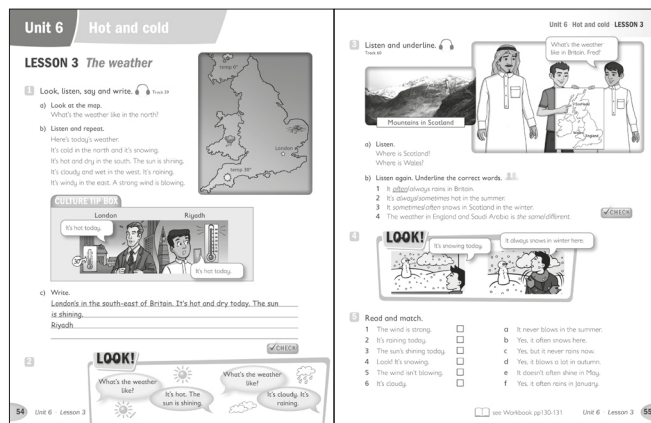 Unit 6
Hot and cold
LESSON 3 The weather
1 Look, listen, say and write. Track 59
a) Look at the map.
What's the weather like in the north?
b) Listen and repeat.
Here's today's weather.
It's cold in the north and it's snowing.
It's hot and dry in the south. The sun is shining.
It's cloudy and wet in the west. It's raining.
It's windy in the east. A strong wind is blowing.
temp 0°
London
temp 30°
CULTURE TIP BOX
London
Riyadh
It's hot today.
30°
It's hot today.
c) Write.
London's in the south-east of Britain. It's hot and dry today. The sun
is shining.
Riyadh
CHECK
2
LOOK!
What's the weather
like?
It's hot. The
sun is shining.
What's the weather
like?
It's cloudy. It's
raining.
54 Unit 6 Lesson 3
Unit 6 Hot and cold LESSON 3
3 Listen and underline.
Track 60
Mountains in Scotland
What's the weather
like in Britain, Fred?
Scotland
England
a) Listen.
Where is Scotland?
Where is Wales?
b) Listen again. Underline the correct words.
1 It often/always rains in Britain.
2 It's always/sometimes hot in the summer.
3 It sometimes/often snows in Scotland in the winter.
4 The weather in England and Saudi Arabia is the same/different.
CHECK
4
LOOK!
It's snowing today.
It always snows in winter here.
5 Read and match.
1 The wind is strong.
2 It's raining today.
3 The sun's shining today.
4 Look! It's snowing.
5 The wind isn't blowing.
6 It's cloudy.
a It never blows in the summer.
b Yes, it often snows here.
c Yes, but it never rains now.
d Yes, it blows a lot in autumn.
e It doesn't often shine in May.
f Yes, it often rains in January.
see Workbook pp130-131
Unit 6 Lesson 3 55